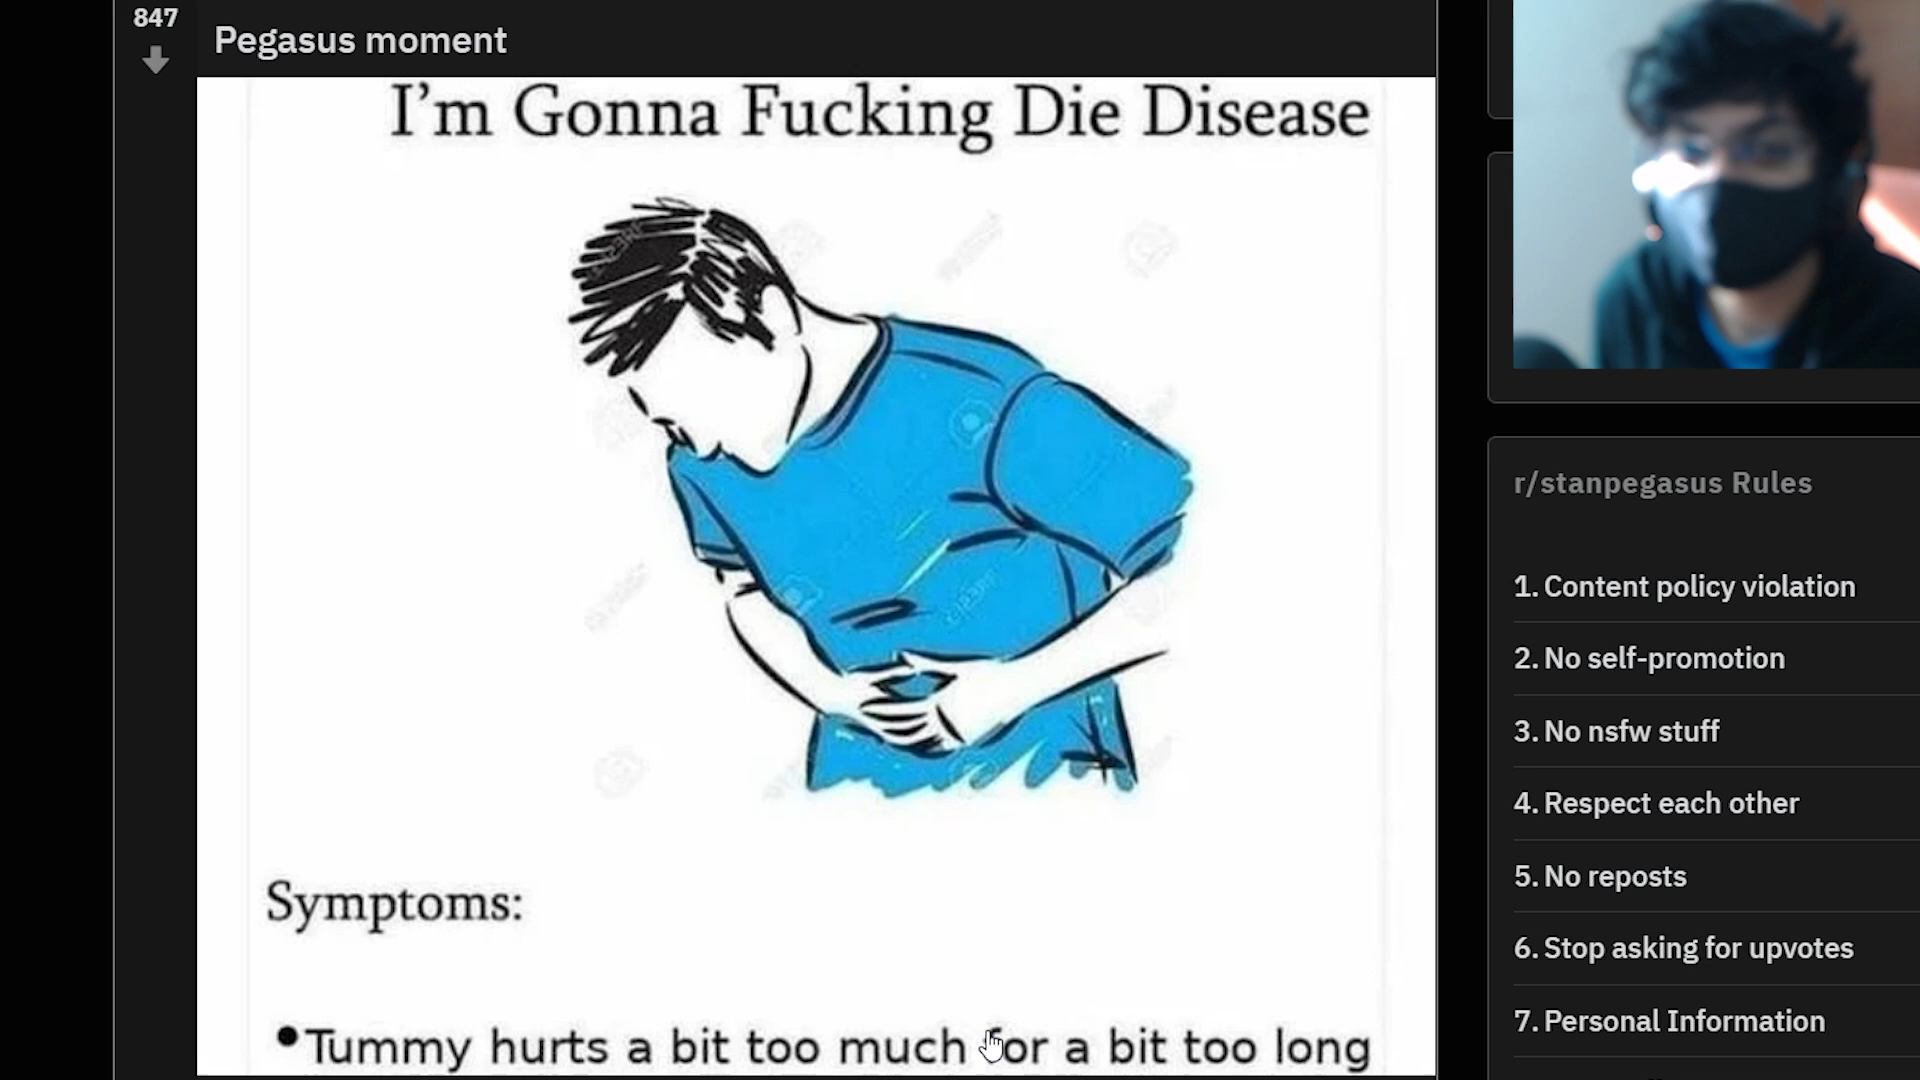 847
Pegasus moment
I'm Gonna Fucking Die Disease
Symptoms:
•Tummy hurts a bit too much for a bit too long
r/stanpegasus Rules
1. Content policy violation
2. No self-promotion
3. No nsfw stuff
4. Respect each other
5. No reposts
6. Stop asking for upvotes
7. Personal Information